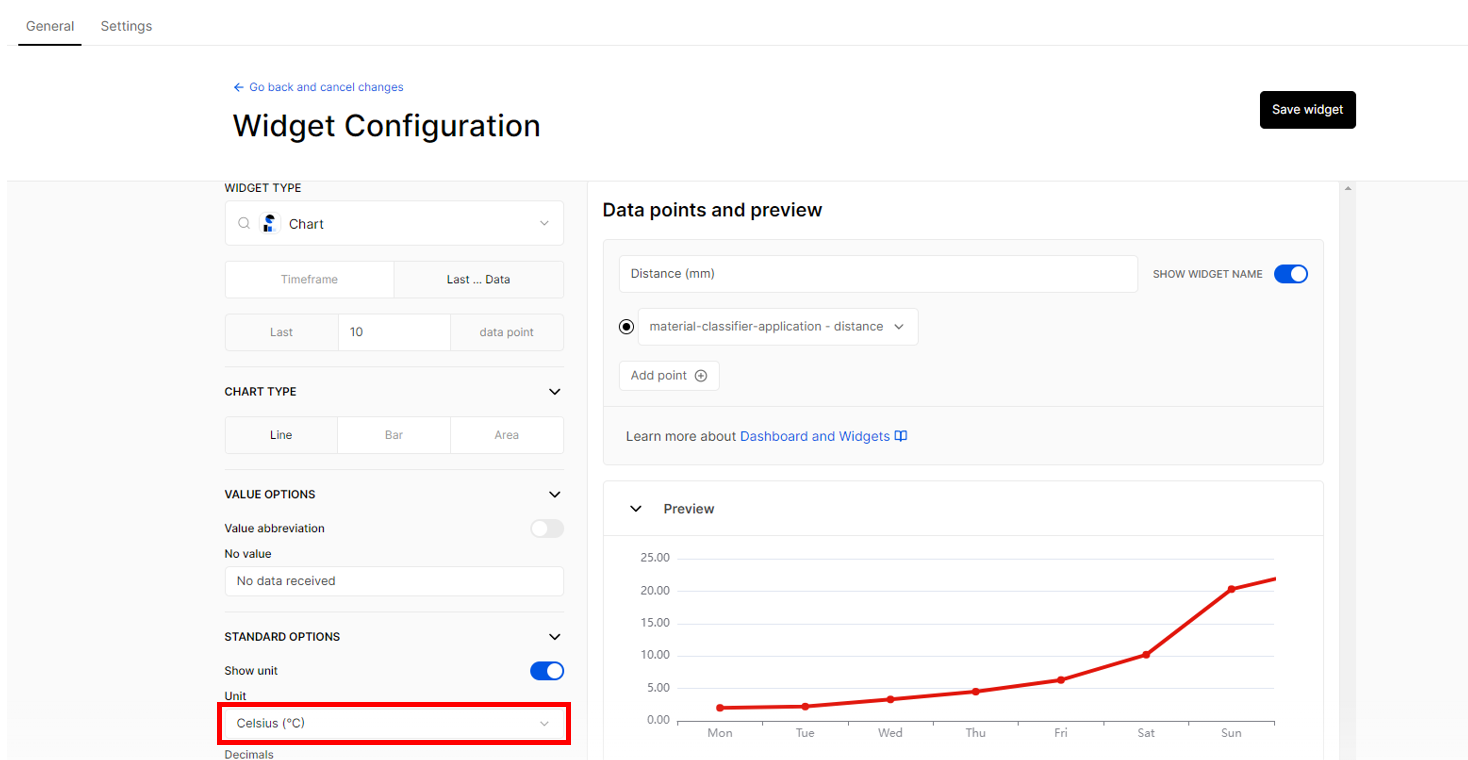 General Settings
Go back and cancel changes
Widget Configuration
Save widget
WIDGET TYPE
Chart
Timeframe Last ... Data
Last 10 data point
CHART TYPE
Line Bar Area
VALUE OPTIONS
Value abbreviation
No value
No data received
STANDARD OPTIONS
Show unit
Unit
Celsius (°C)
Decimals
Data points and preview
Distance (mm) SHOW WIDGET NAME
material-classifier-application - distance
Add point
Learn more about Dashboard and Widgets
Preview
25.00
20.00
15.00
10.00
5.00
0.00
Mon Tue Wed Thu Fri Sat Sun